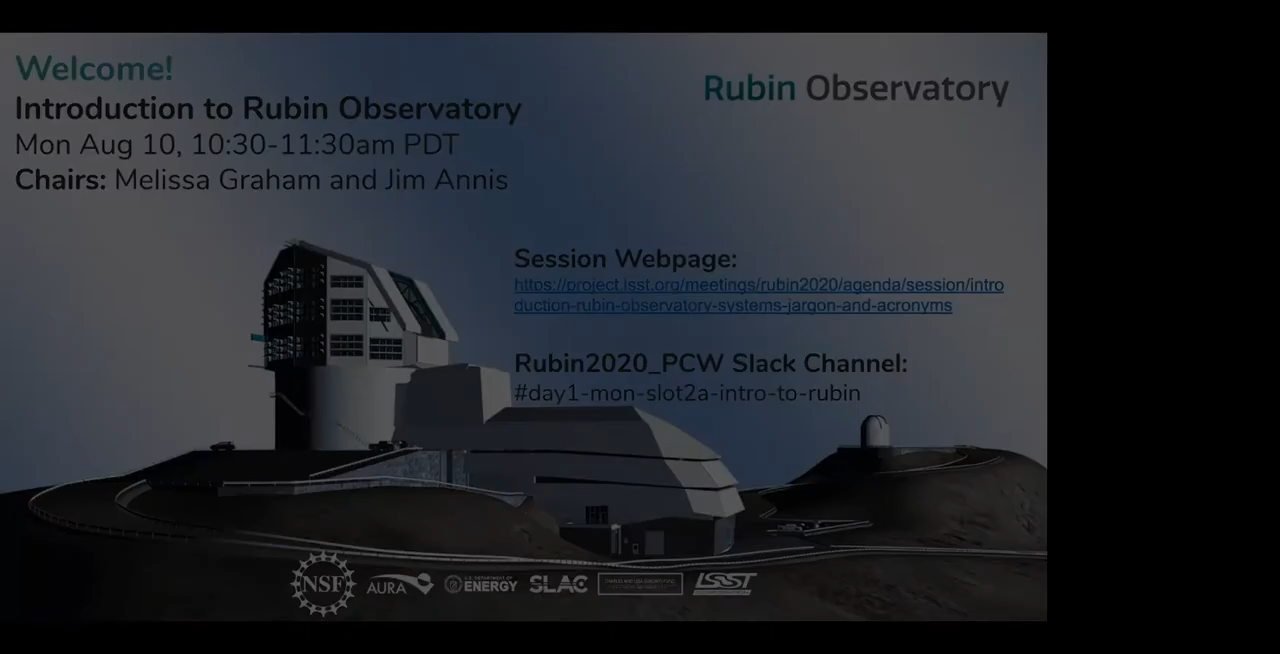 Welcome!
Introduction to Rubin Observatory
Mon Aug 10, 10:30-11:30am PDT
Chairs: Melissa Graham and Jim Annis
Rubin Observatory
Session Webpage:
https://project.lsst.org/meetings/rubin2020/agenda/session/intro
duction-rubin-observatory-systems-jargon-and-acronyms
Rubin2020_PCW Slack Channel:
#day1-mon-slot2a-intro-to-rubin
NSF
AURA
U.S. DEPARTMENT OF
ENERGY
SLAC
LSST